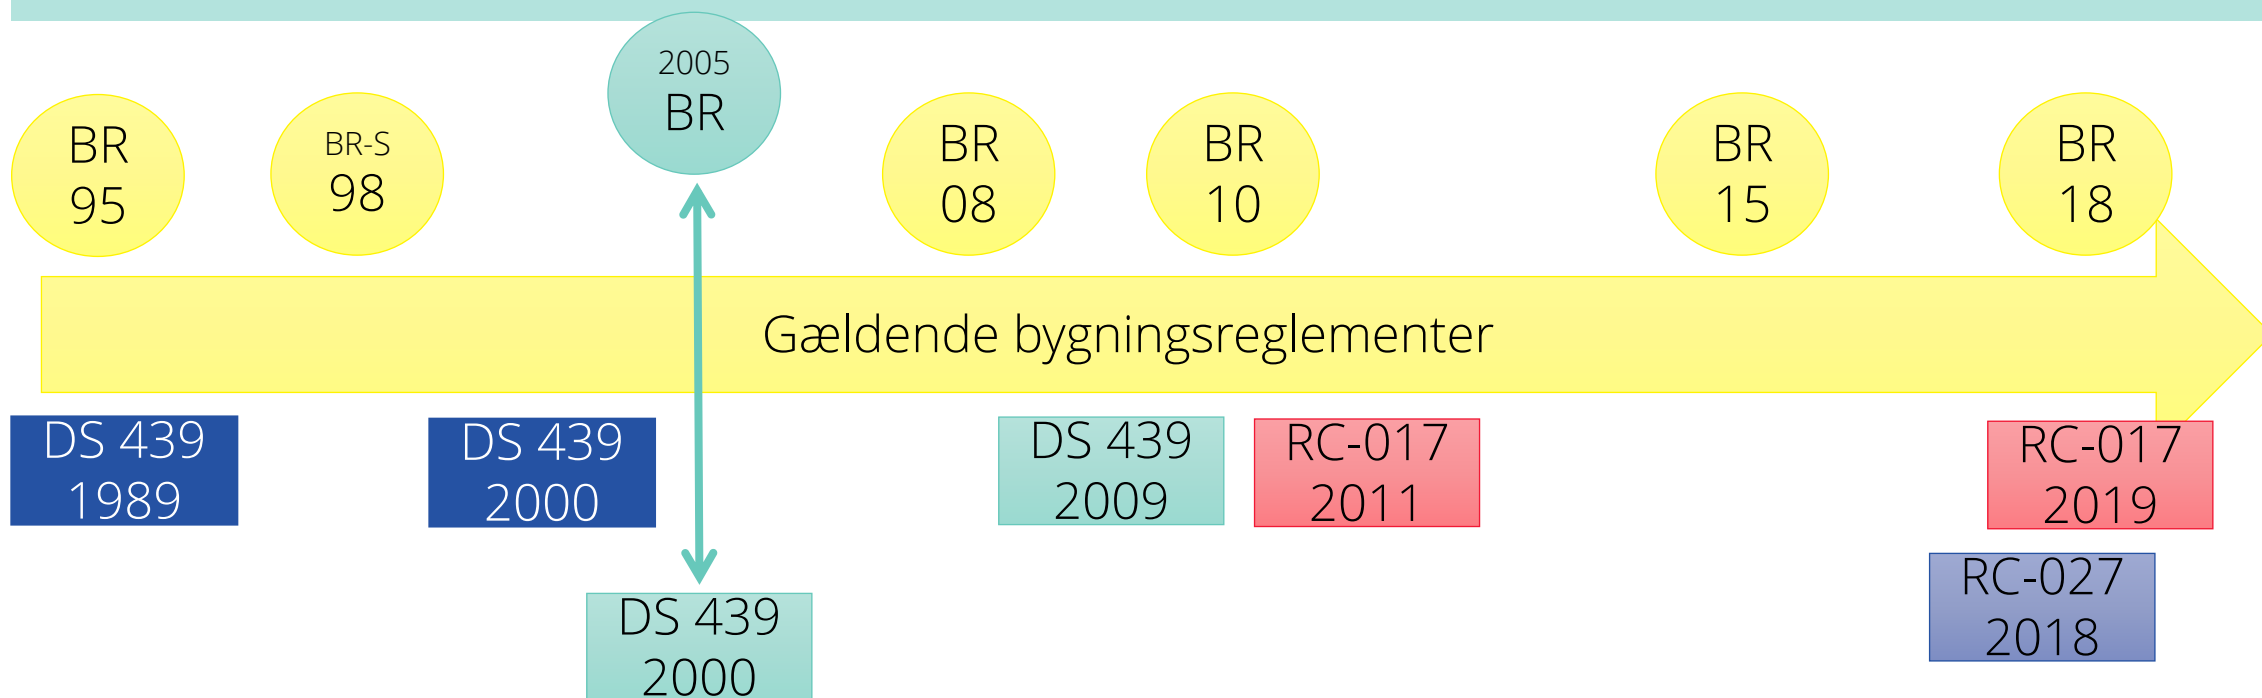 2005
BR
BR
95
BR-S
98
BR
08
BR
10
BR
15
BR
18
Gældende bygningsreglementer
DS 439
1989
DS 439
2000
DS 439
2009
RC-017
2011
RC-017
2019
RC-027
2018
DS 439
2000